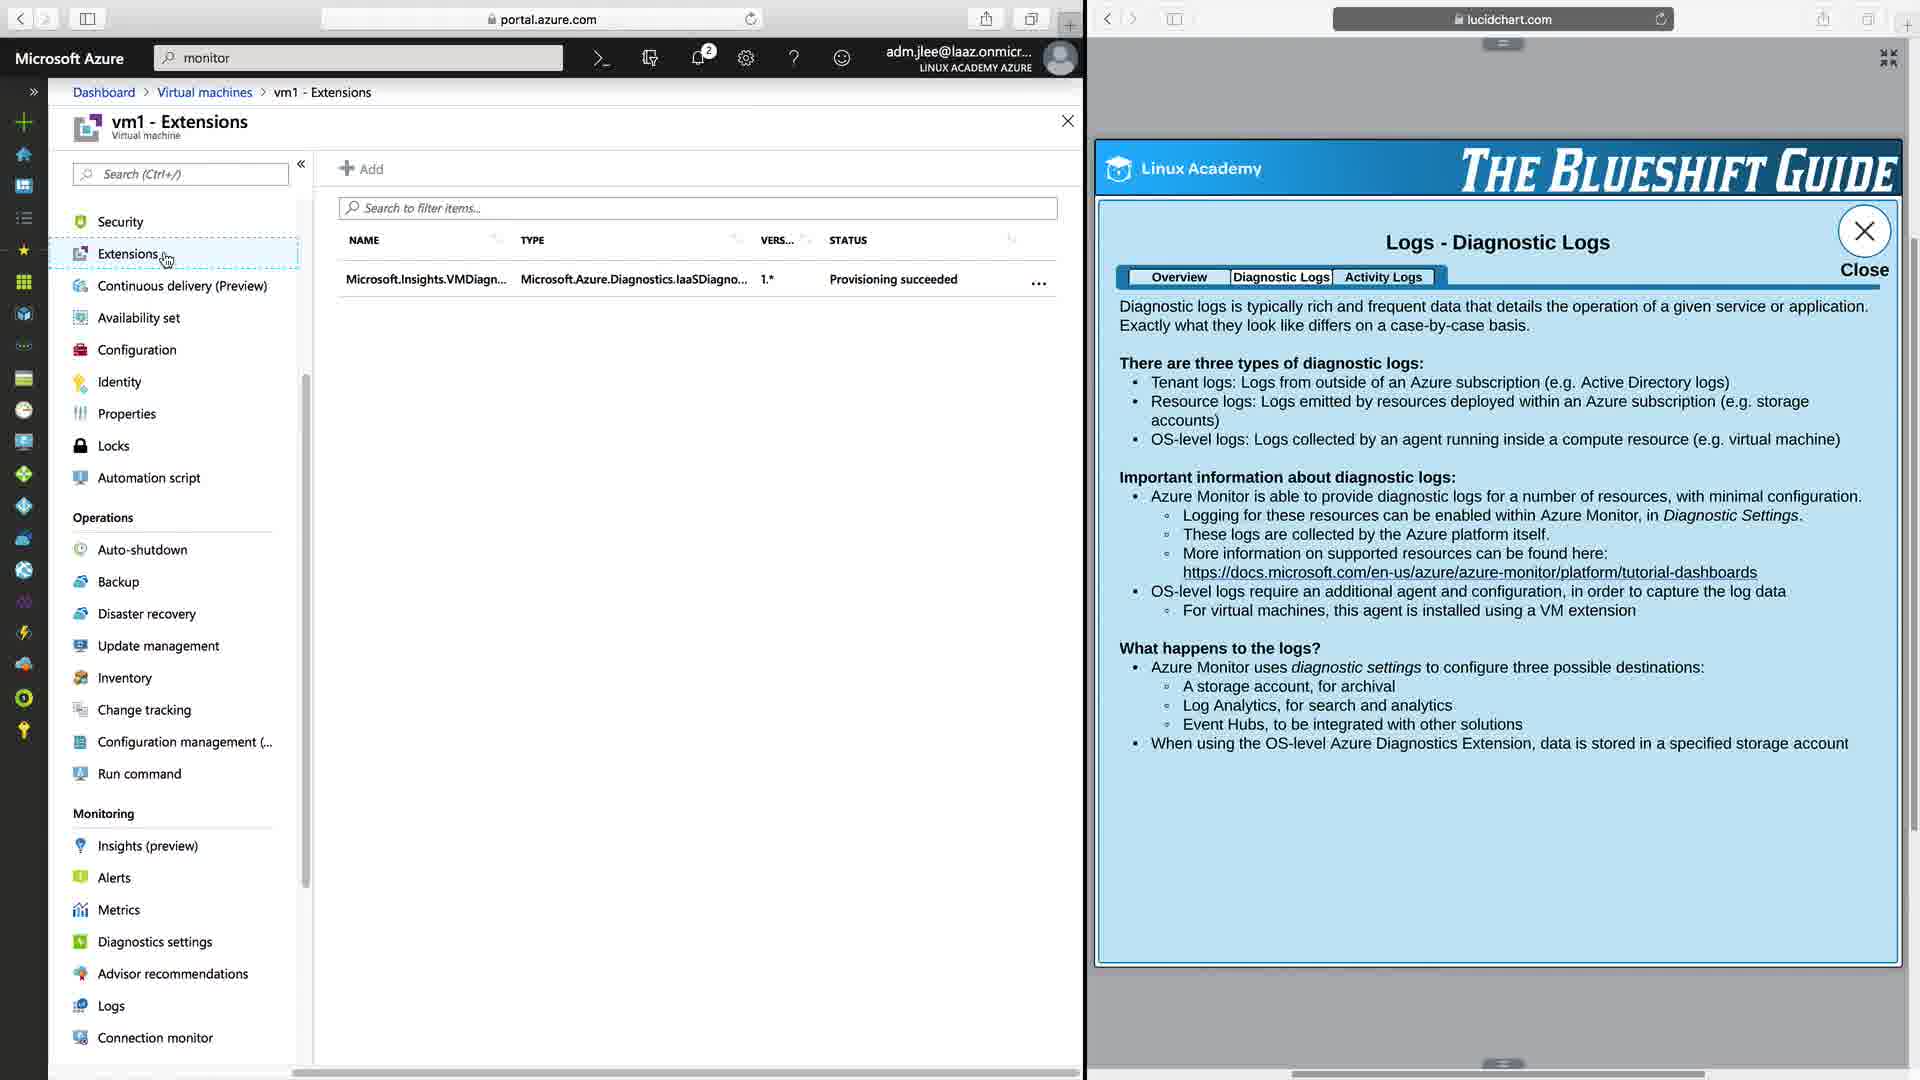 portal.azure.com
Microsoft Azure
monitor
2
adm.jlee@laaz.onmicr...
LINUX ACADEMY AZURE
Dashboard > Virtual machines > vm1 - Extensions
vm1 - Extensions
Virtual machine
Search (Ctrl+/)
Security
Extensions
Continuous delivery (Preview)
Availability set
Configuration
Identity
Properties
Locks
Automation script
Operations
Auto-shutdown
Backup
Disaster recovery
Update management
Inventory
Change tracking
Configuration management (...
Run command
Monitoring
Insights (preview)
Alerts
Metrics
Diagnostics settings
Advisor recommendations
Logs
Connection monitor
Add
Search to filter items...
NAME TYPE VERS... STATUS
Microsoft.Insights.VMDiagn... Microsoft.Azure.Diagnostics.IaaSDiagno... 1.* Provisioning succeeded ...
lucidchart.com
Linux Academy
THE BLUESHIFT GUIDE
Logs - Diagnostic Logs
Close
Overview Diagnostic Logs Activity Logs
Diagnostic logs is typically rich and frequent data that details the operation of a given service or application.
Exactly what they look like differs on a case-by-case basis.
There are three types of diagnostic logs:
• Tenant logs: Logs from outside of an Azure subscription (e.g. Active Directory logs)
• Resource logs: Logs emitted by resources deployed within an Azure subscription (e.g. storage
accounts)
• OS-level logs: Logs collected by an agent running inside a compute resource (e.g. virtual machine)
Important information about diagnostic logs:
• Azure Monitor is able to provide diagnostic logs for a number of resources, with minimal configuration.
◦ Logging for these resources can be enabled within Azure Monitor, in Diagnostic Settings.
◦ These logs are collected by the Azure platform itself.
◦ More information on supported resources can be found here:
https://docs.microsoft.com/en-us/azure/azure-monitor/platform/tutorial-dashboards
• OS-level logs require an additional agent and configuration, in order to capture the log data
◦ For virtual machines, this agent is installed using a VM extension
What happens to the logs?
• Azure Monitor uses diagnostic settings to configure three possible destinations:
◦ A storage account, for archival
◦ Log Analytics, for search and analytics
◦ Event Hubs, to be integrated with other solutions
• When using the OS-level Azure Diagnostics Extension, data is stored in a specified storage account